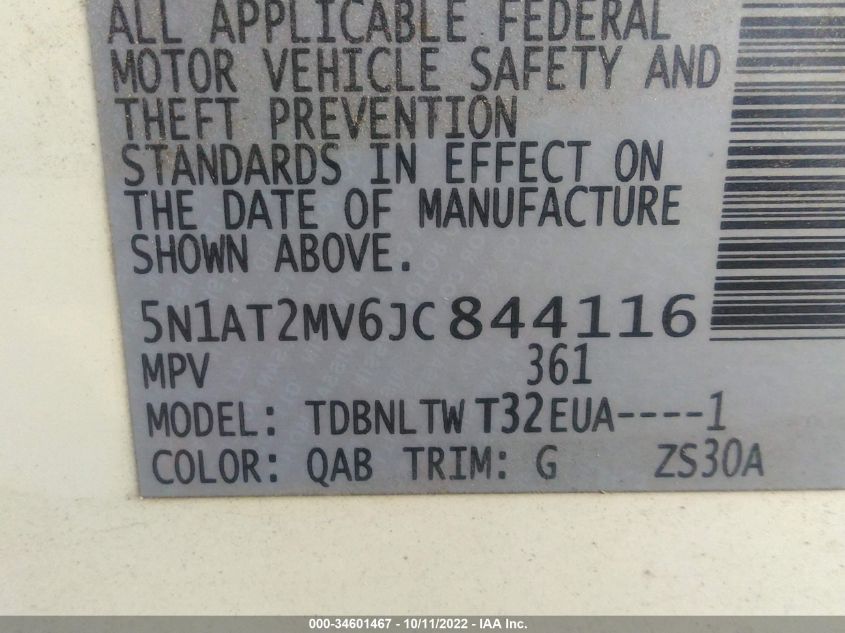 ALL APPLICABLE FEDERAL
MOTOR VEHICLE SAFETY AND
THEFT PREVENTION
STANDARDS IN EFFECT ON
THE DATE OF MANUFACTURE
SHOWN ABOVE.
5N1AT2MV6JC844116
MPV 361
MODEL: TDBNLTW T32EUA----1
COLOR: QAB TRIM: G ZS30A
000-34601467 - 10/11/2022 - IAA Inc.